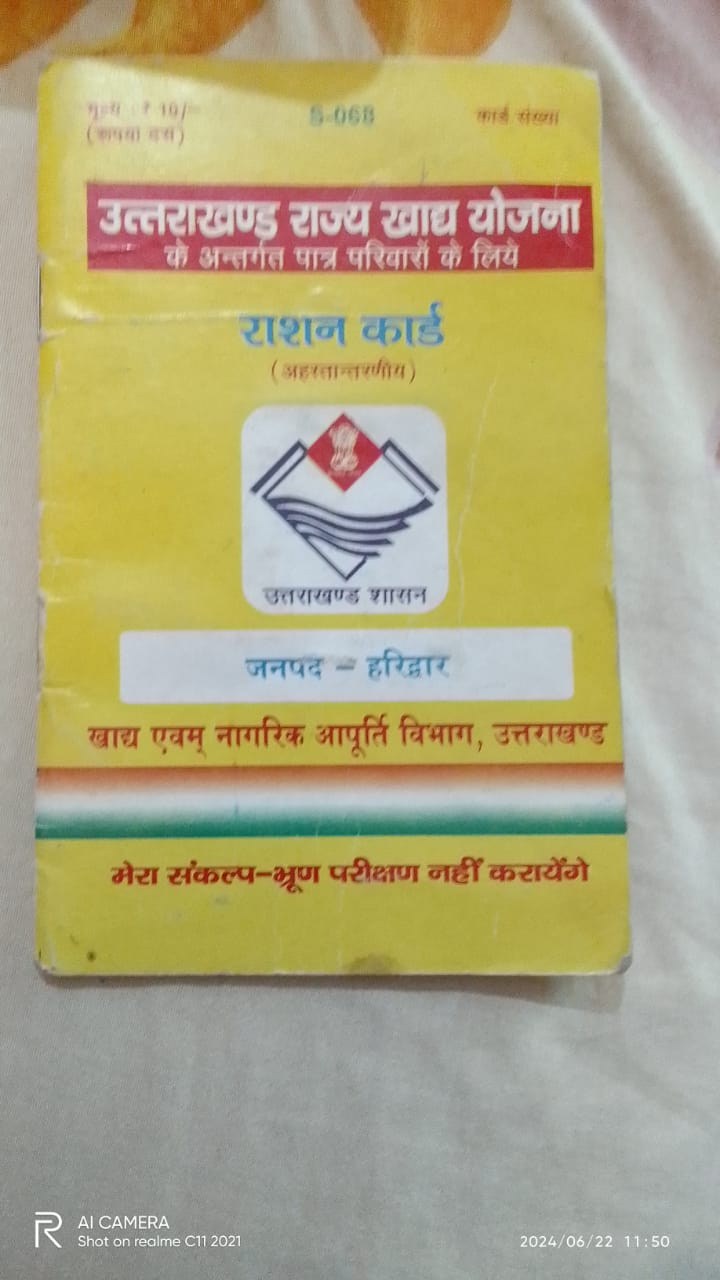 मूल्य : ₹ 10/-
S-068
कार्ड संख्या
(रूपया दस)
उत्तराखण्ड राज्य खाद्य योजना
के अन्तर्गत पात्र परिवारों के लिये
राशन कार्ड
(अहस्तान्तरणीय)
उत्तराखण्ड शासन
जनपद – हरिद्वार
खाद्य एवम् नागरिक आपूर्ति विभाग, उत्तराखण्ड
मेरा संकल्प-भ्रूण परीक्षण नहीं करायेंगे
R
AI CAMERA
Shot on realme C11 2021
2024/06/22 11:50